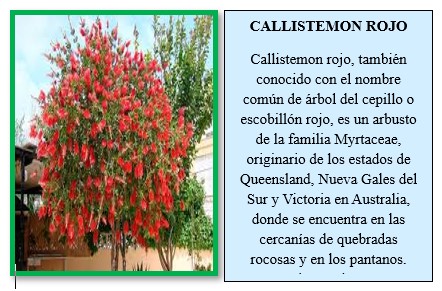 CALLISTEMON ROJO
Callistemon rojo, también
conocido con el nombre
común de árbol del cepillo o
escobillón rojo, es un arbusto
de la familia Myrtaceae,
originario de los estados de
Queensland, Nueva Gales del
Sur y Victoria en Australia,
donde se encuentra en las
cercanías de quebradas
rocosas y en los pantanos.